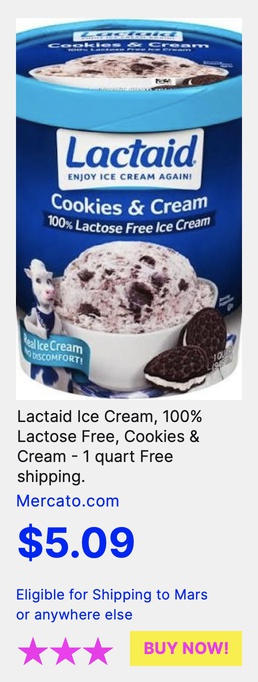 Lactaid
Cookies & Cream
100% Lactose Free Ice Cream
Lactaid
ENJOY ICE CREAM AGAIN!
Cookies & Cream
100% Lactose Free Ice Cream
Real Ice Cream
NO DISCOMFORT!
Lactaid Ice Cream, 100%
Lactose Free, Cookies &
Cream - 1 quart Free
shipping.
Mercato.com
$5.09
Eligible for Shipping to Mars
or anywhere else
BUY NOW!